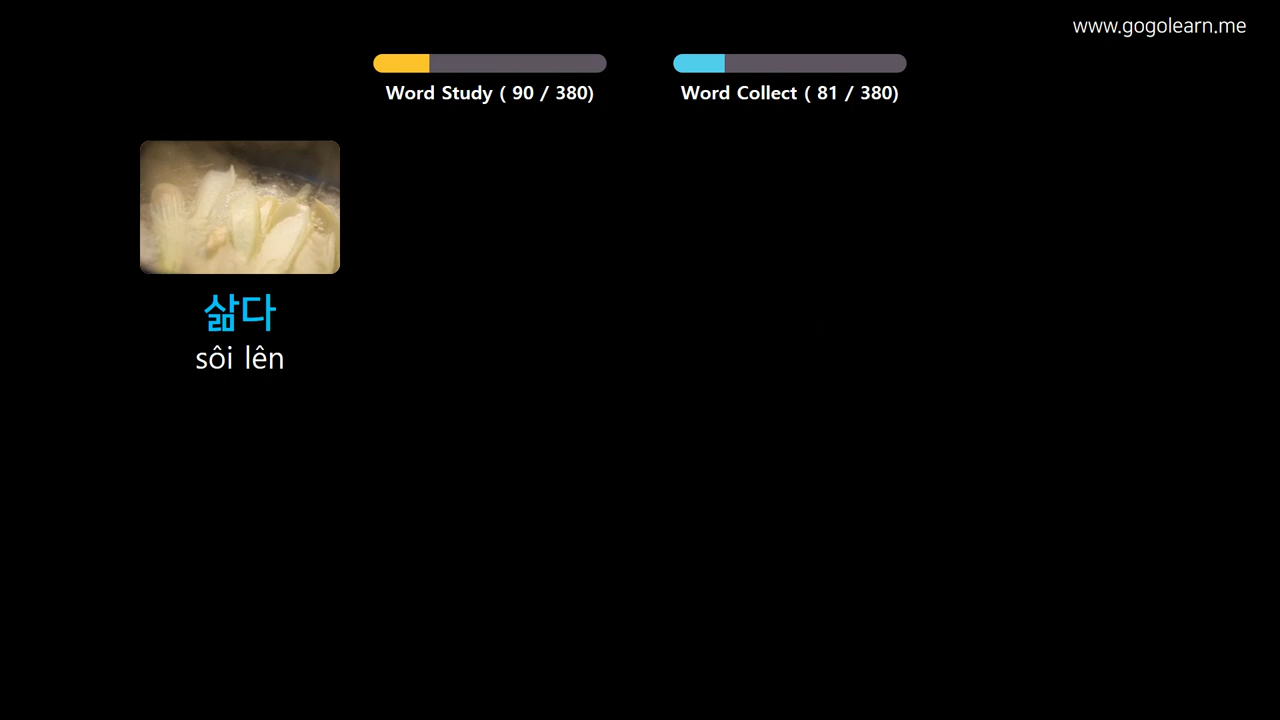 www.gogolearn.me
Word Study ( 90 / 380)
Word Collect ( 81 / 380)
삶다
sôi lên